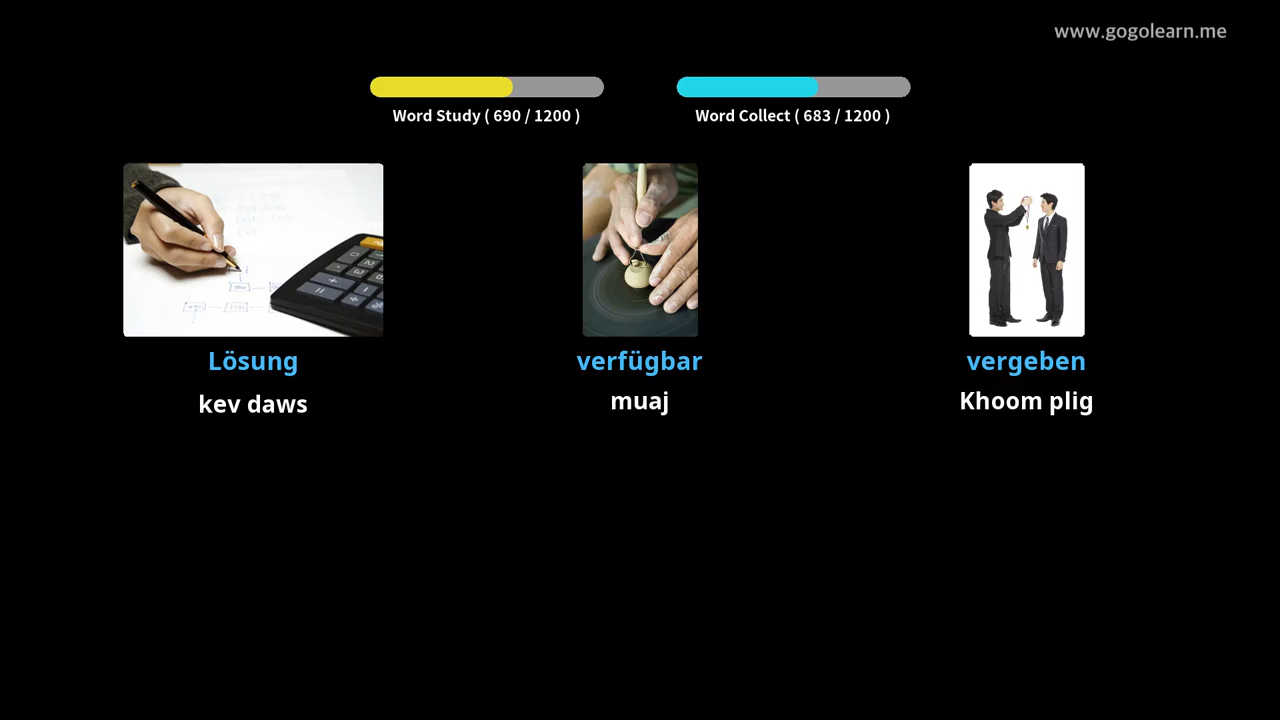 www.gogolearn.me
Word Study ( 690 / 1200 )
Word Collect ( 683 / 1200 )
Lösung
kev daws
verfügbar
muaj
vergeben
Khoom plig